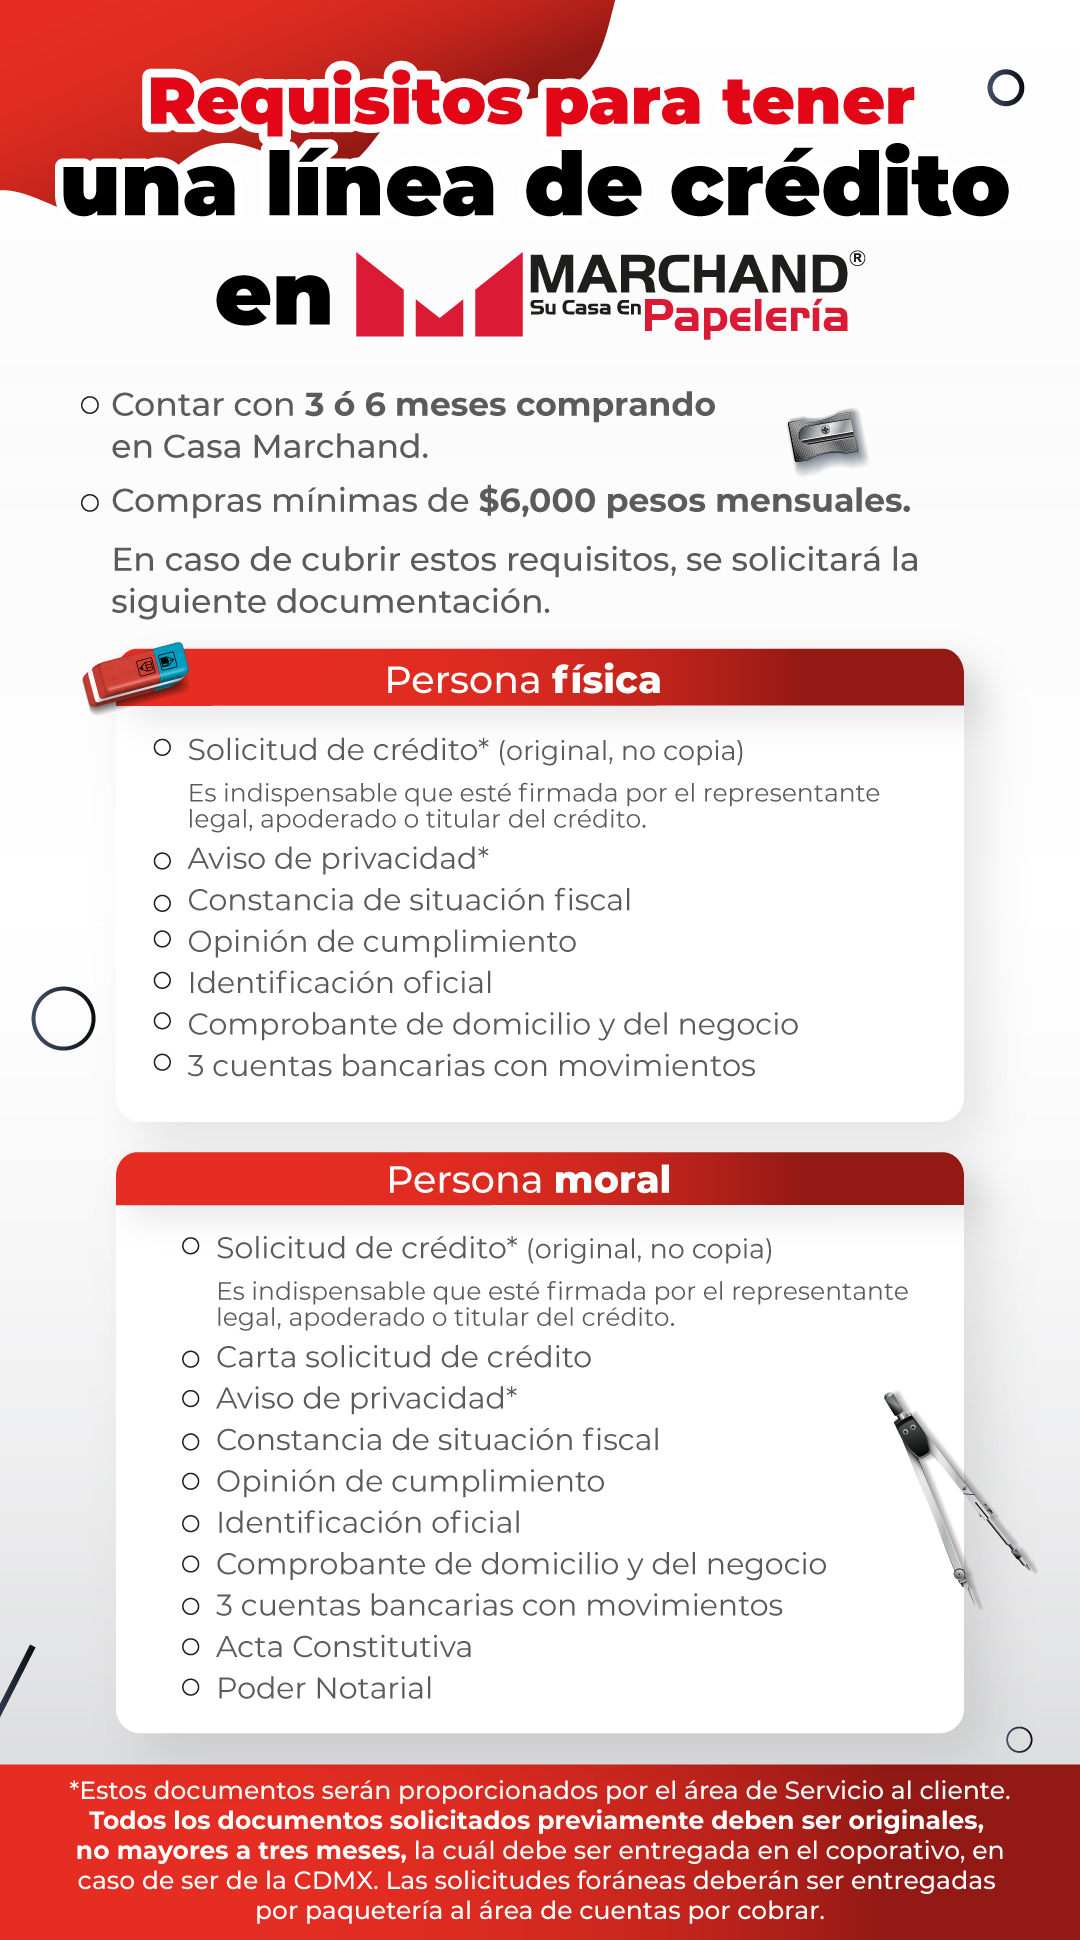 Requisitos para tener
una línea de crédito
en MARCHAND®
Su Casa En Papelería
Contar con 3 ó 6 meses comprando
en Casa Marchand.
Compras mínimas de $6,000 pesos mensuales.
En caso de cubrir estos requisitos, se solicitará la
siguiente documentación.
Persona física
Solicitud de crédito* (original, no copia)
Es indispensable que esté firmada por el representante
legal, apoderado o titular del crédito.
Aviso de privacidad*
Constancia de situación fiscal
Opinión de cumplimiento
Identificación oficial
Comprobante de domicilio y del negocio
3 cuentas bancarias con movimientos
Persona moral
Solicitud de crédito* (original, no copia)
Es indispensable que esté firmada por el representante
legal, apoderado o titular del crédito.
Carta solicitud de crédito
Aviso de privacidad*
Constancia de situación fiscal
Opinión de cumplimiento
Identificación oficial
Comprobante de domicilio y del negocio
3 cuentas bancarias con movimientos
Acta Constitutiva
Poder Notarial
*Estos documentos serán proporcionados por el área de Servicio al cliente.
Todos los documentos solicitados previamente deben ser originales,
no mayores a tres meses, la cuál debe ser entregada en el coporativo, en
caso de ser de la CDMX. Las solicitudes foráneas deberán ser entregadas
por paquetería al área de cuentas por cobrar.